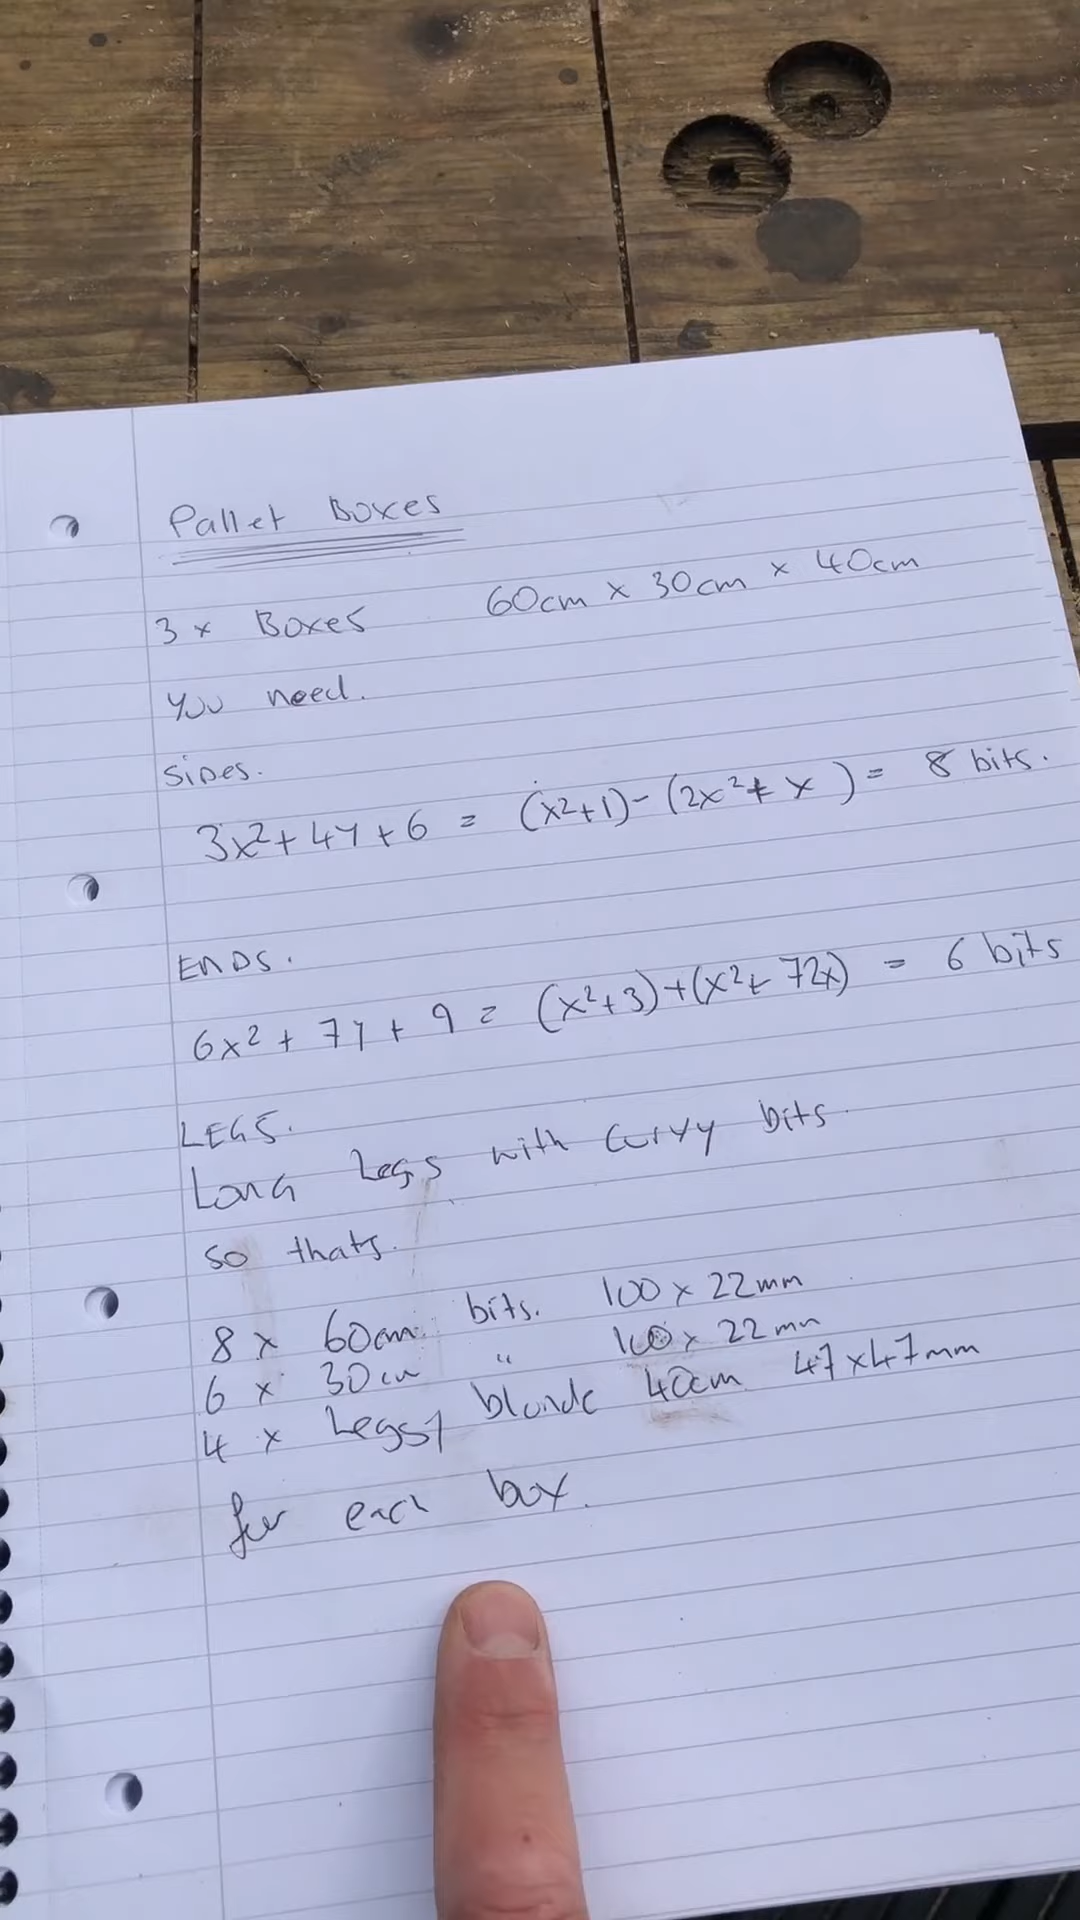 Pallet Boxes
3 x Boxes 60cm x 30cm x 40cm
You need.
SiDes.
3x²+4y+6 = (x²+1)-(2x²+x) = 8 bits.
ENDS.
6x²+7y+9 = (x²+3)+(x²+72x) = 6 bits
LEGS.
Long Legs with curvy bits.
so thats.
8 x 60cm bits. 100 x 22mm
6 x 30cm " 100 x 22mm
4 x Legs, blonde 40cm 47x47mm
for each box.